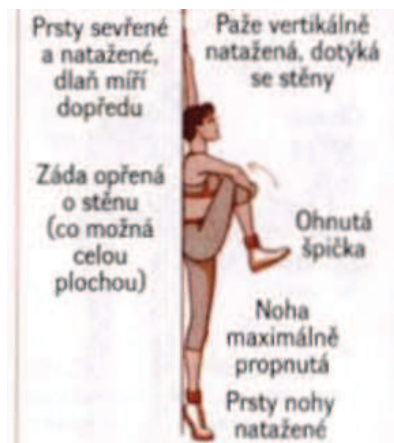 Prsty sevřené
a natažené,
dlaň míří
dopředu
Paže vertikálně
natažená, dotýká
se stěny
Záda opřená
o stěnu
(co možná
celou
plochou)
Ohnutá
špička
Noha
maximálně
propnutá
Prsty nohy
natažené